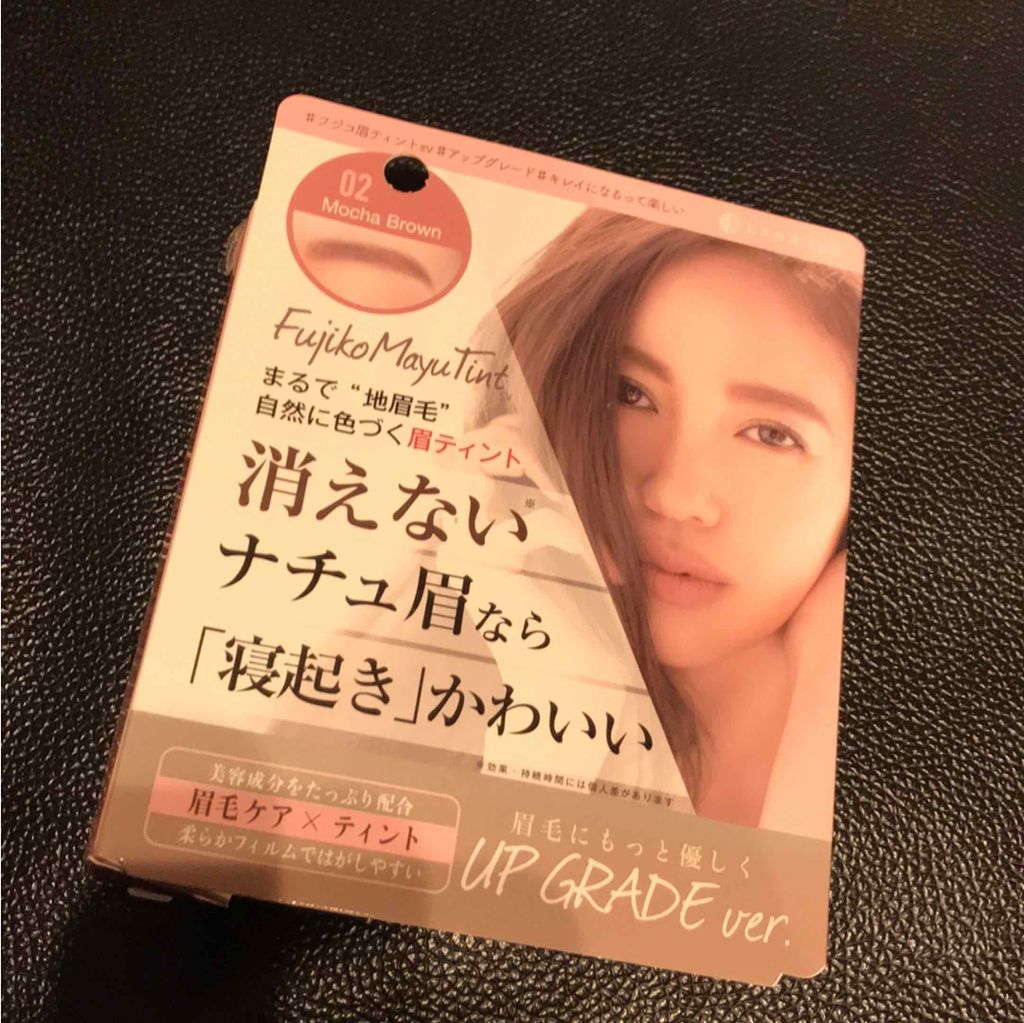 #フジコ眉ティントsv#アップグレード#キレイになるって楽しい
02
Mocha Brown
FujikoMayuTint
まるで“地眉毛”
自然に色づく眉ティント
消えない※
ナチュ眉なら
「寝起き」かわいい
※効果・持続時間には個人差があります
美容成分をたっぷり配合
眉毛ケア×ティント
柔らかフィルムではがしやすい
眉毛にもっと優しく
UP GRADE ver.